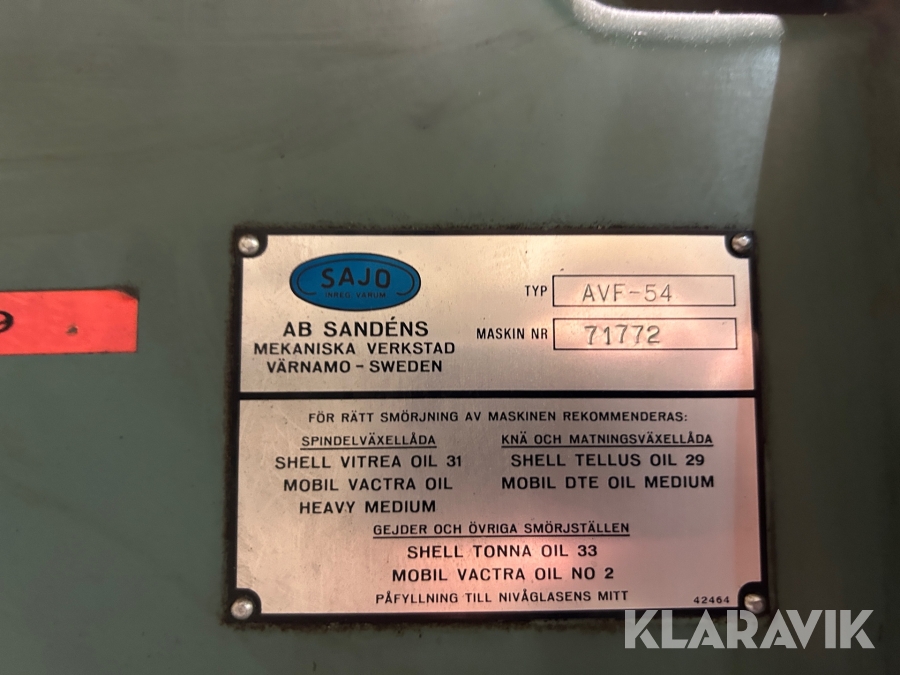 SAJO
INREG. VARUM.
AB SANDÉNS
MEKANISKA VERKSTAD
VÄRNAMO - SWEDEN
TYP AVF-54
MASKIN NR 71772
FÖR RÄTT SMÖRJNING AV MASKINEN REKOMMENDERAS:
SPINDELVÄXELLÅDA
SHELL VITREA OIL 31
MOBIL VACTRA OIL
HEAVY MEDIUM
KNÄ OCH MATNINGSVÄXELLÅDA
SHELL TELLUS OIL 29
MOBIL DTE OIL MEDIUM
GEJDER OCH ÖVRIGA SMÖRJSTÄLLEN
SHELL TONNA OIL 33
MOBIL VACTRA OIL NO 2
PÅFYLLNING TILL NIVÅGLASENS MITT
42464
9
KLARAVIK